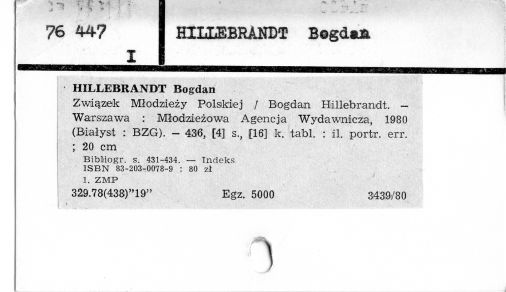 76 447
I
HILLEBRANDT Bogdan
HILLEBRANDT Bogdan
Związek Młodzieży Polskiej / Bogdan Hillebrandt. –
Warszawa : Młodzieżowa Agencja Wydawnicza, 1980
(Białyst : BZG). – 436, [4] s., [16] k. tabl. : il. portr. err.
; 20 cm
Bibliogr. s. 431-434. — Indeks
ISBN 83-203-0078-9 : 80 zł
1. ZMP
329.78(438)"19" Egz. 5000 3439/80